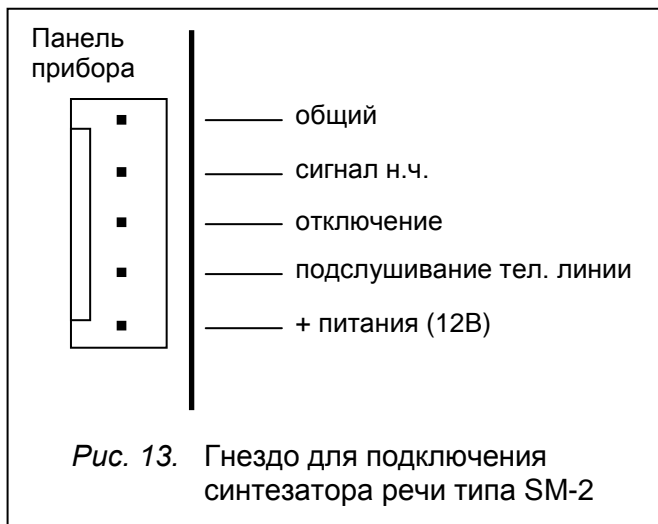 Панель
прибора
общий
сигнал н.ч.
отключение
подслушивание тел. линии
+ питания (12В)
Рис. 13. Гнездо для подключения
синтезатора речи типа SM-2